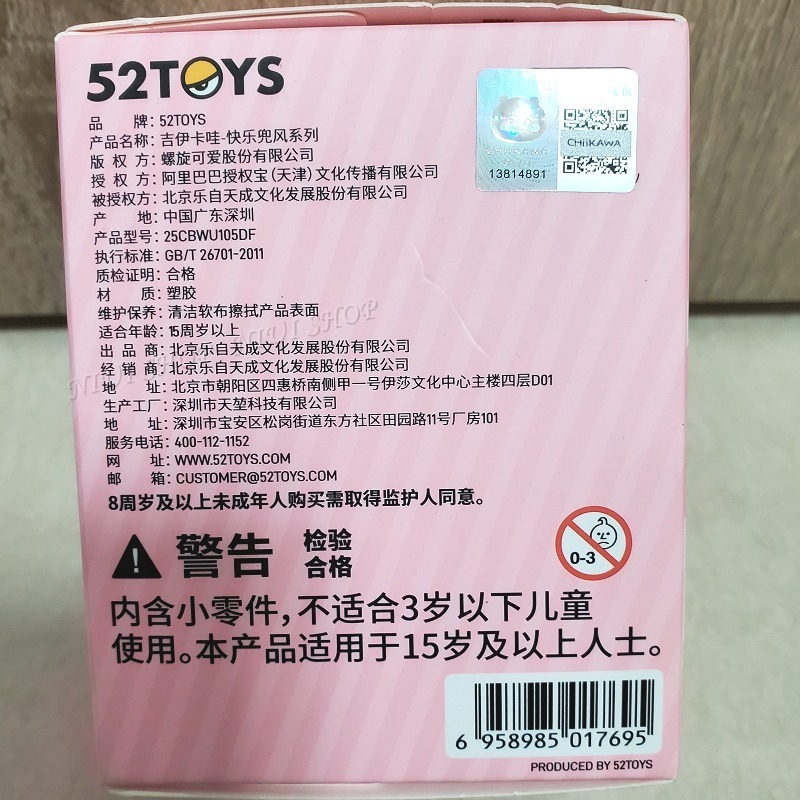 52TOYS
品 牌: 52TOYS
产品名称: 吉伊卡哇-快乐兜风系列
版 权 方: 螺旋可爱股份有限公司
授 权 方: 阿里巴巴授权宝(天津)文化传播有限公司
被授权方: 北京乐自天成文化发展股份有限公司
产 地: 中国广东深圳
产品型号: 25CBWU105DF
执行标准: GB/T 26701-2011
质检证明: 合格
材 质: 塑胶
维护保养: 清洁软布擦拭产品表面
适合年龄: 15周岁以上
出 品 商: 北京乐自天成文化发展股份有限公司
经 销 商: 北京乐自天成文化发展股份有限公司
地 址: 北京市朝阳区四惠桥南侧甲一号伊莎文化中心主楼四层D01
生产工厂: 深圳市天堃科技有限公司
地 址: 深圳市宝安区松岗街道东方社区田园路11号厂房101
服务电话: 400-112-1152
网 址: WWW.52TOYS.COM
邮 箱: CUSTOMER@52TOYS.COM
8周岁及以上未成年人购买需取得监护人同意。
警告 检验
合格
0-3
内含小零件,不适合3岁以下儿童
使用。本产品适用于15岁及以上人士。
6 958985 017695
PRODUCED BY 52TOYS
CHiiKAWA
13814891
NIUI SHOP